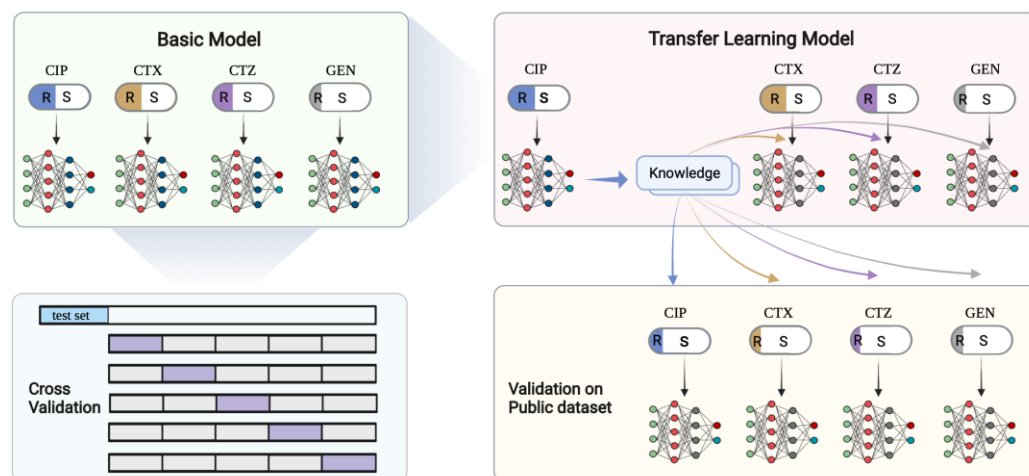 Basic Model
CIP CTX CTZ GEN
R S R S R S R S
Transfer Learning Model
CIP CTX CTZ GEN
R S R S R S R S
Knowledge
test set
Cross
Validation
Validation on
Public dataset
CIP CTX CTZ GEN
R S R S R S R S